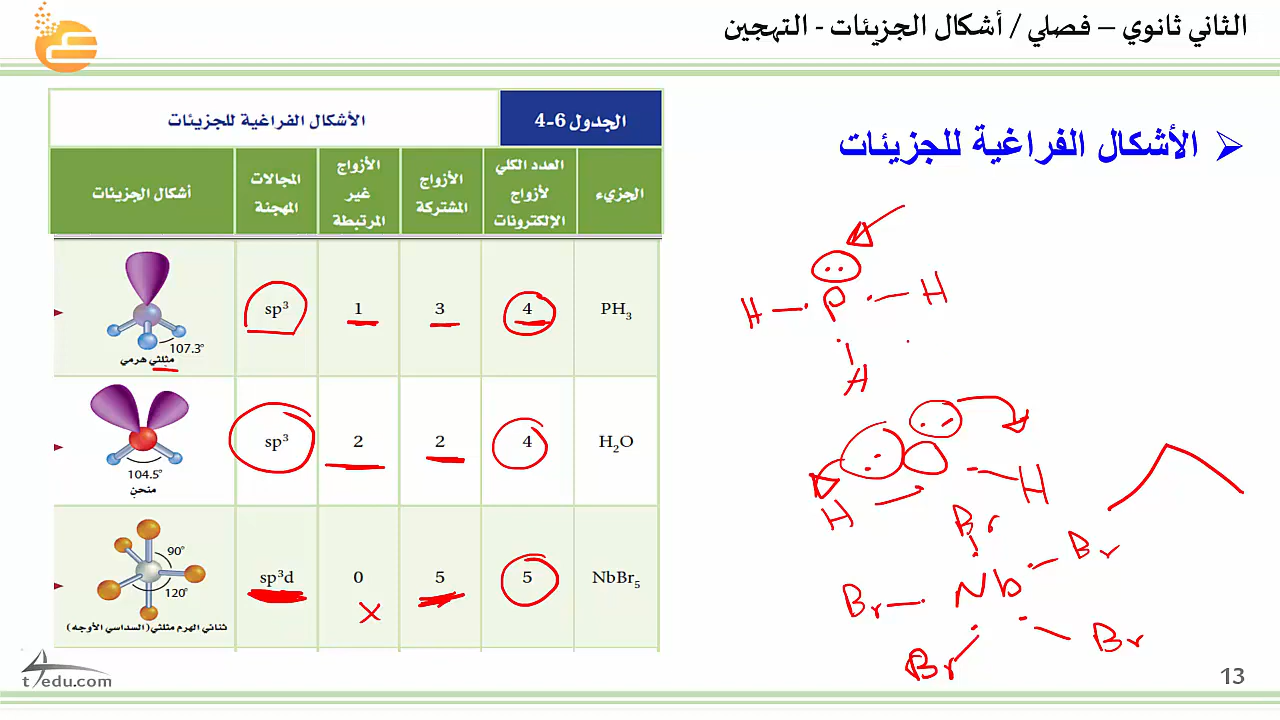 الثاني ثانوي – فصلي / أشكال الجزيئات - التهجين
الأشكال الفراغية للجزيئات
الجدول 6-4 الأشكال الفراغية للجزيئات
الجزيء العدد الكلي لأزواج الإلكترونات الأزواج المشتركة الأزواج غير المرتبطة المجالات المهجنة أشكال الجزيئات
PH₃ 4 3 1 sp³
107.3°
مثلثي هرمي
H₂O 4 2 2 sp³
104.5°
منحنٍ
NbBr₅ 5 5 0 sp³d
90°
120°
ثنائي الهرم مثلثي (السداسي الأوجه)
H P H
H
H H
Br
Br
Br Nb
Br
Br
t4edu.com
13